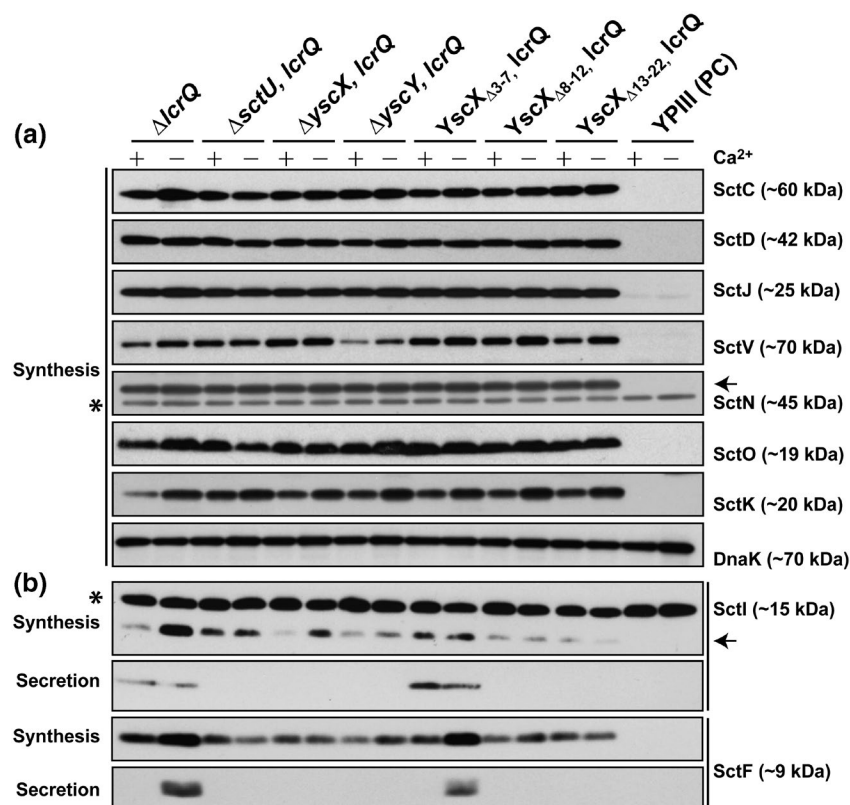 ΔlcrQ
ΔsctU, lcrQ
ΔyscX, lcrQ
ΔyscY, lcrQ
YscXΔ3-7, lcrQ
YscXΔ8-12, lcrQ
YscXΔ13-22, lcrQ
YPIII (PC)
(a)
+ − + − + − + − + − + − + − + − Ca2+
SctC (~60 kDa)
SctD (~42 kDa)
SctJ (~25 kDa)
SctV (~70 kDa)
Synthesis
* SctN (~45 kDa)
SctO (~19 kDa)
SctK (~20 kDa)
DnaK (~70 kDa)
(b)
* SctI (~15 kDa)
Synthesis
Secretion
Synthesis
SctF (~9 kDa)
Secretion